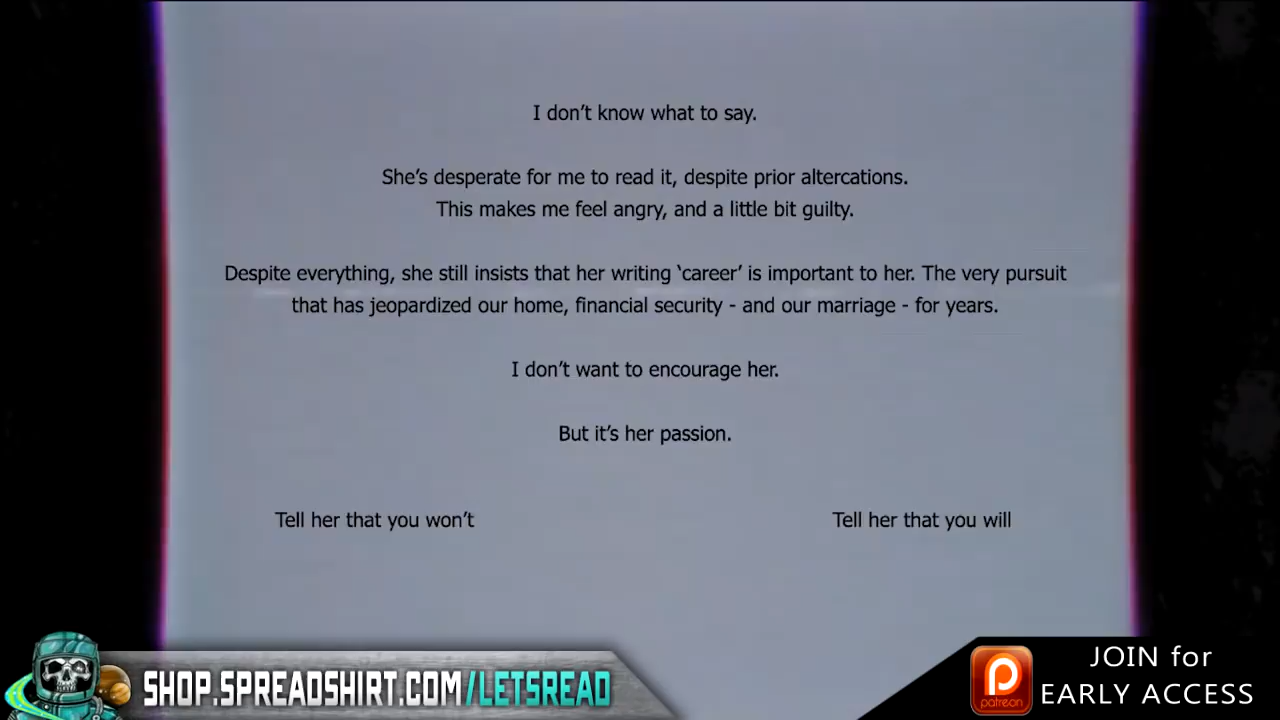 I don’t know what to say.
She’s desperate for me to read it, despite prior altercations.
This makes me feel angry, and a little bit guilty.
Despite everything, she still insists that her writing ‘career’ is important to her. The very pursuit
that has jeopardized our home, financial security - and our marriage - for years.
I don’t want to encourage her.
But it’s her passion.
Tell her that you won’t
Tell her that you will
SHOP.SPREADSHIRT.COM/LETSREAD
patreon
JOIN for
EARLY ACCESS